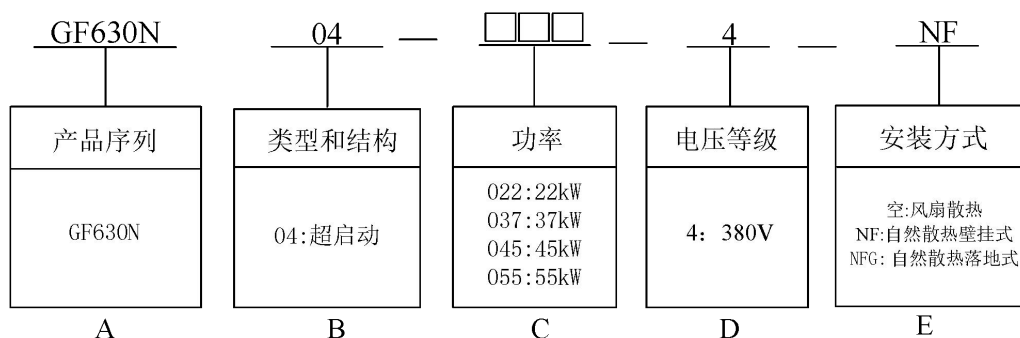 GF630N 04 — □□□ — 4 — NF
产品序列 类型和结构 功率 电压等级 安装方式
GF630N
04:超启动
022:22kW
037:37kW
045:45kW
055:55kW
4：380V
空:风扇散热
NF:自然散热壁挂式
NFG: 自然散热落地式
A B C D E